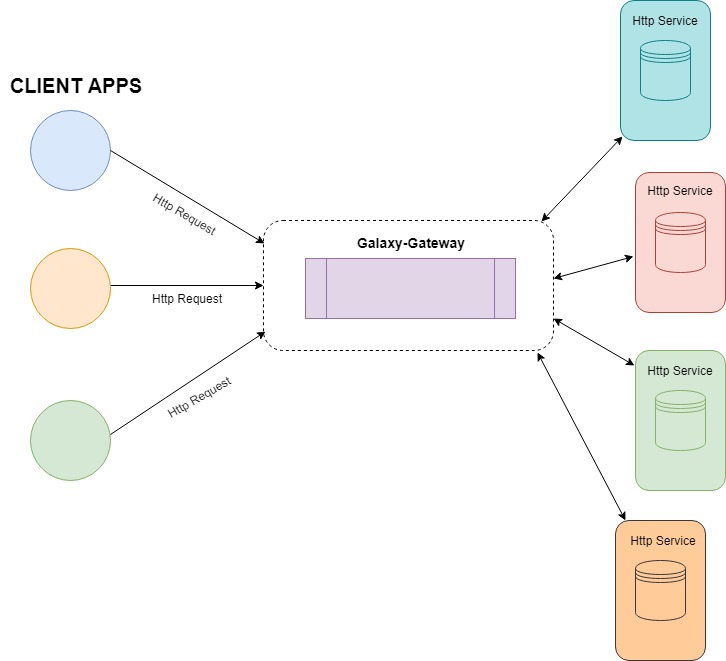 CLIENT APPS
Http Request
Http Request
Http Request
Galaxy-Gateway
Http Service
Http Service
Http Service
Http Service